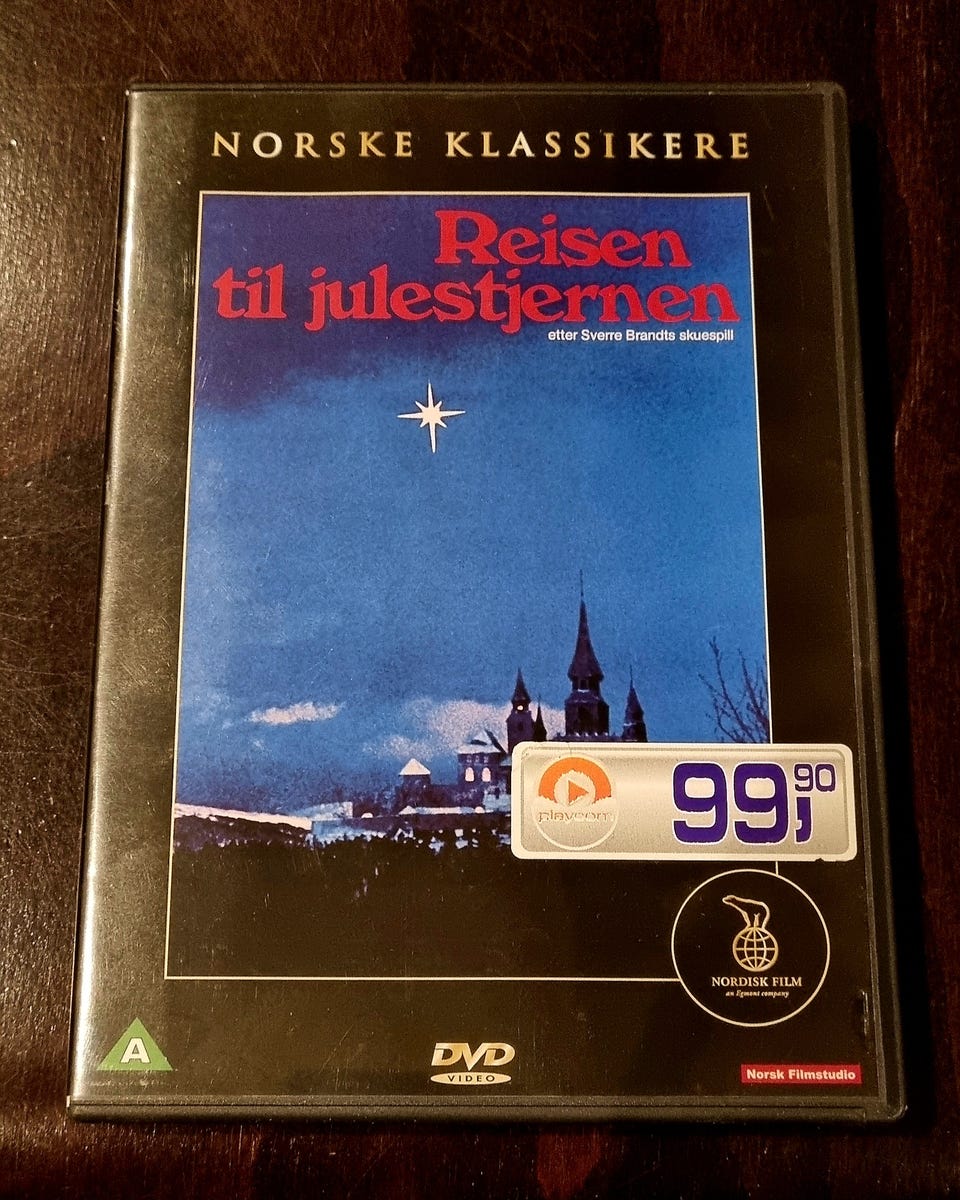 NORSKE KLASSIKERE
Reisen
til julestjernen
etter Sverre Brandts skuespill
playcom
99,90
NORDISK FILM
an Egmont company
A
DVD
VIDEO
Norsk Filmstudio